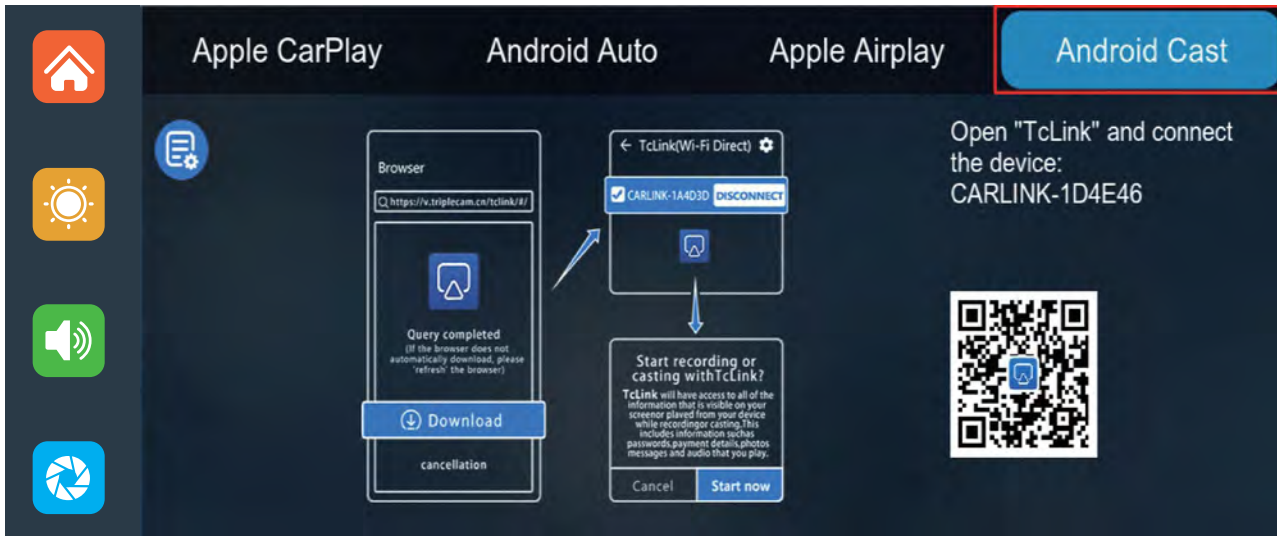 Apple CarPlay
Android Auto
Apple Airplay
Android Cast
Browser
https://v.triplecam.cn/tclink/#/
Query completed
(If the browser does not
automatically download, please
'refresh' the browser)
Download
cancellation
← TcLink(Wi-Fi Direct)
CARLINK-1A4D3D DISCONNECT
Start recording or
casting withTcLink?
TcLink will have access to all of the
information that is visible on your
screenor played from your device
while recordingor casting.This
includes information suchas
passwords,payment details,photos
messages and audio that you play.
Cancel Start now
Open "TcLink" and connect
the device:
CARLINK-1D4E46